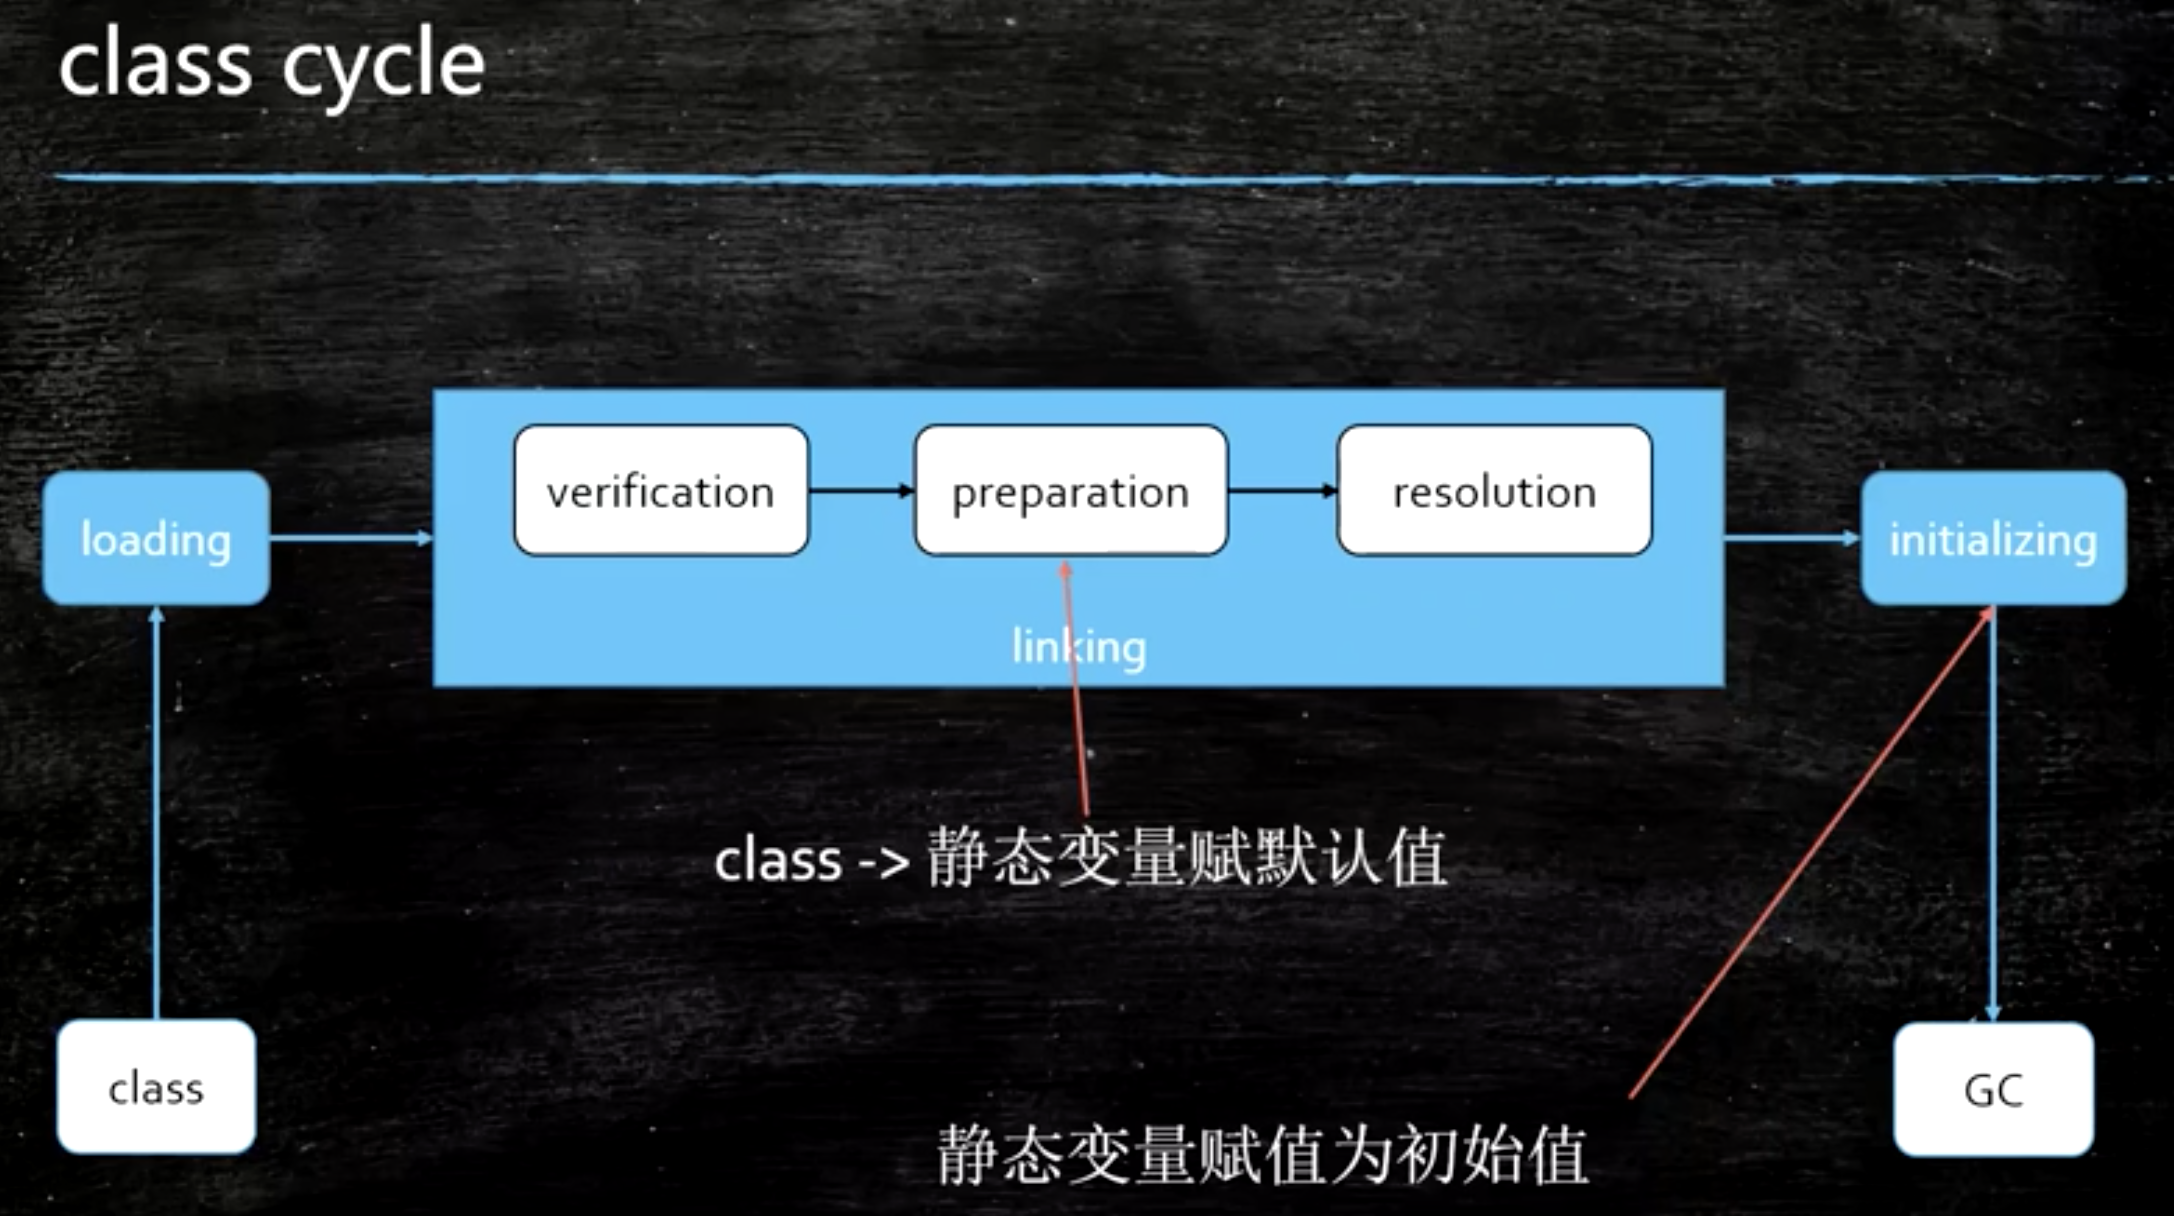 class cycle
verification
preparation
resolution
loading
initializing
linking
class -> 静态变量赋默认值
class
GC
静态变量赋值为初始值